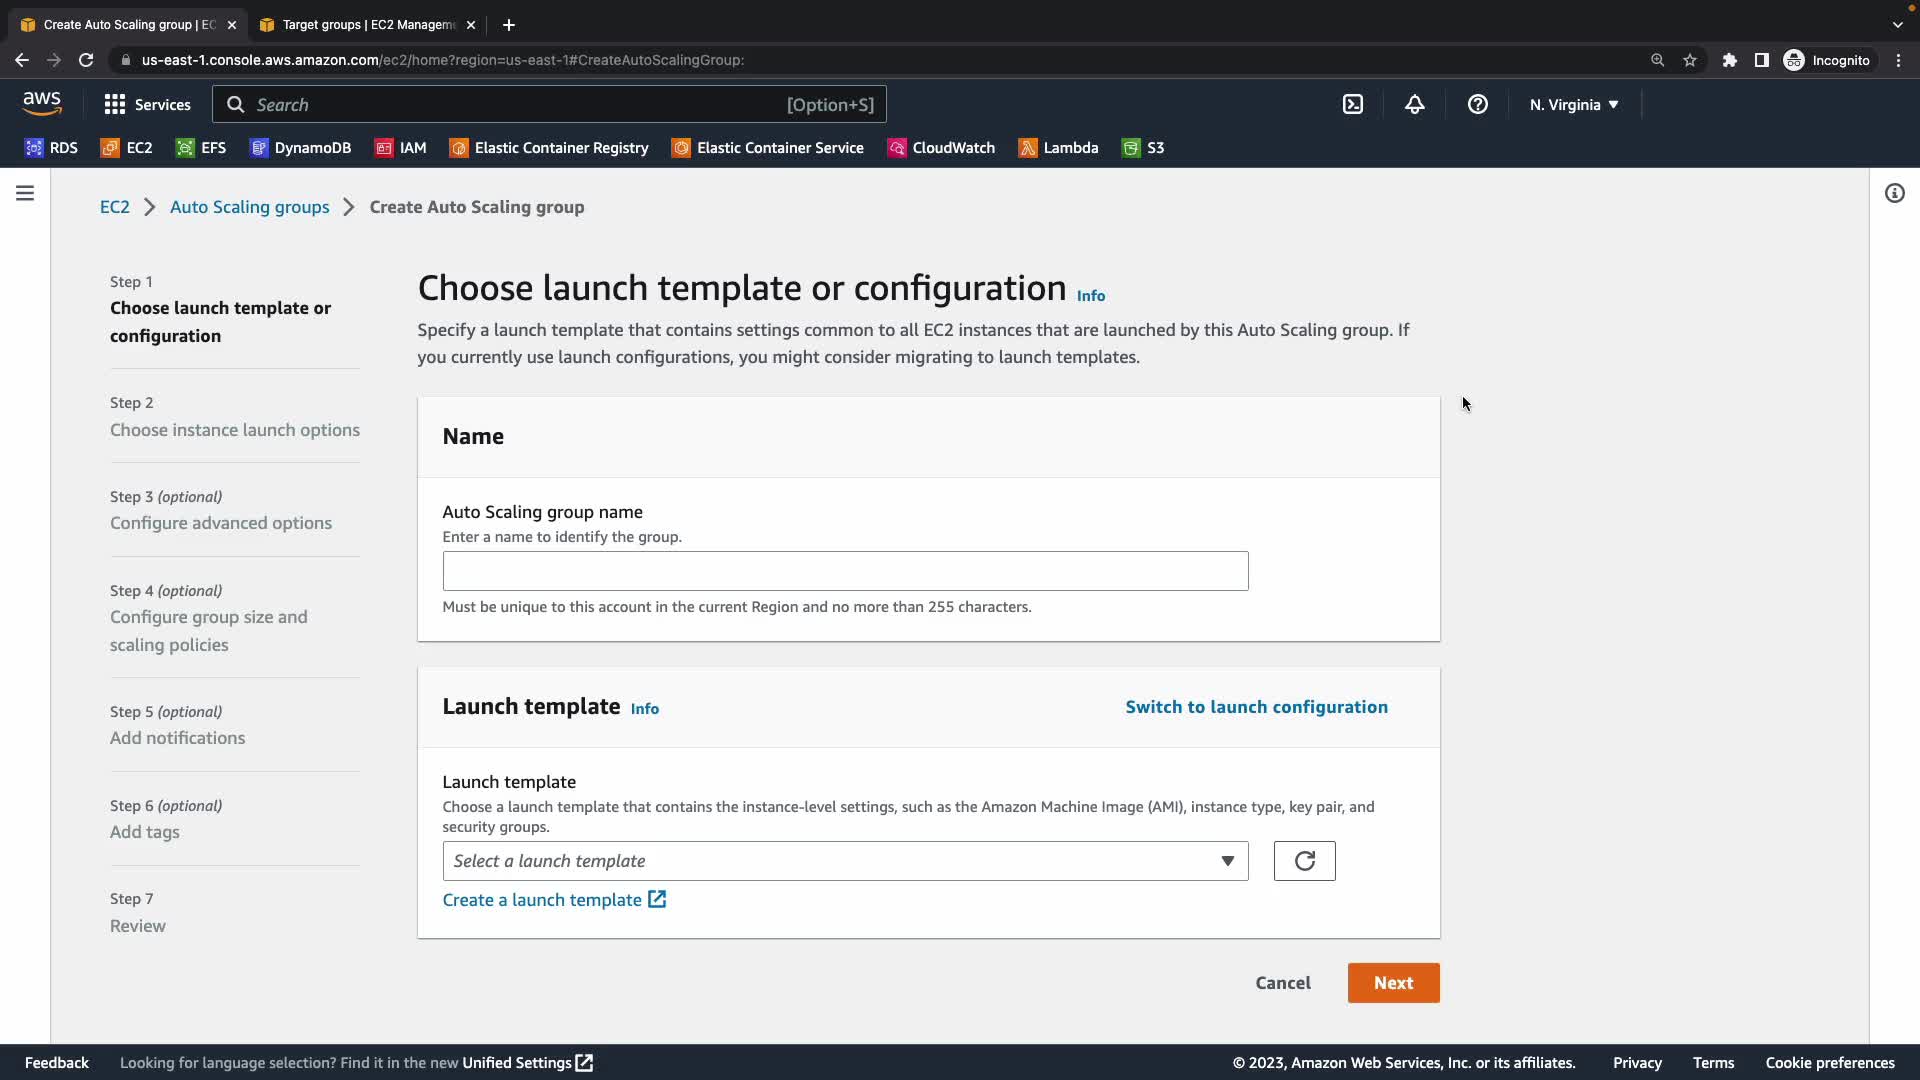 Create Auto Scaling group | EC
Target groups | EC2 Managem
us-east-1.console.aws.amazon.com/ec2/home?region=us-east-1#CreateAutoScalingGroup:
Incognito
aws
Services
Search
[Option+S]
N. Virginia
RDS
EC2
EFS
DynamoDB
IAM
Elastic Container Registry
Elastic Container Service
CloudWatch
Lambda
S3
EC2
Auto Scaling groups
Create Auto Scaling group
Step 1
Choose launch template or
configuration
Step 2
Choose instance launch options
Step 3 (optional)
Configure advanced options
Step 4 (optional)
Configure group size and
scaling policies
Step 5 (optional)
Add notifications
Step 6 (optional)
Add tags
Step 7
Review
Choose launch template or configuration Info
Specify a launch template that contains settings common to all EC2 instances that are launched by this Auto Scaling group. If
you currently use launch configurations, you might consider migrating to launch templates.
Name
Auto Scaling group name
Enter a name to identify the group.
Must be unique to this account in the current Region and no more than 255 characters.
Launch template Info
Switch to launch configuration
Launch template
Choose a launch template that contains the instance-level settings, such as the Amazon Machine Image (AMI), instance type, key pair, and
security groups.
Select a launch template
Create a launch template
Cancel
Next
Feedback
Looking for language selection? Find it in the new Unified Settings
© 2023, Amazon Web Services, Inc. or its affiliates.
Privacy
Terms
Cookie preferences